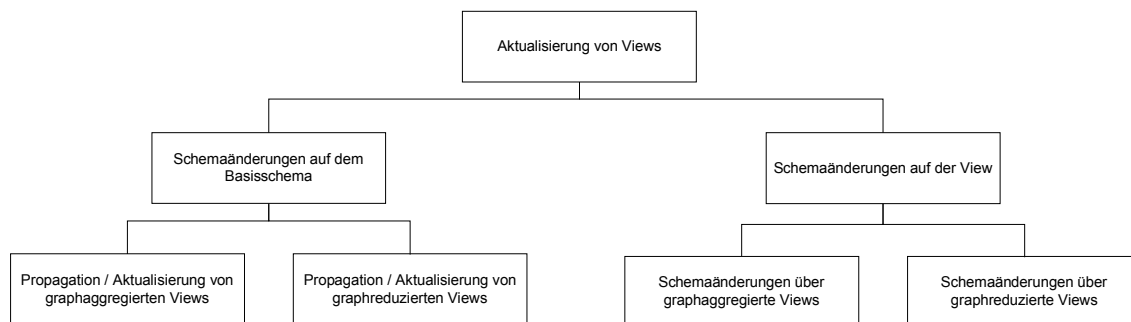 Aktualisierung von Views
Schemaänderungen auf dem
Basisschema
Schemaänderungen auf der View
Propagation / Aktualisierung von
graphaggregierten Views
Propagation / Aktualisierung von
graphreduzierten Views
Schemaänderungen über
graphaggregierte Views
Schemaänderungen über
graphreduzierte Views